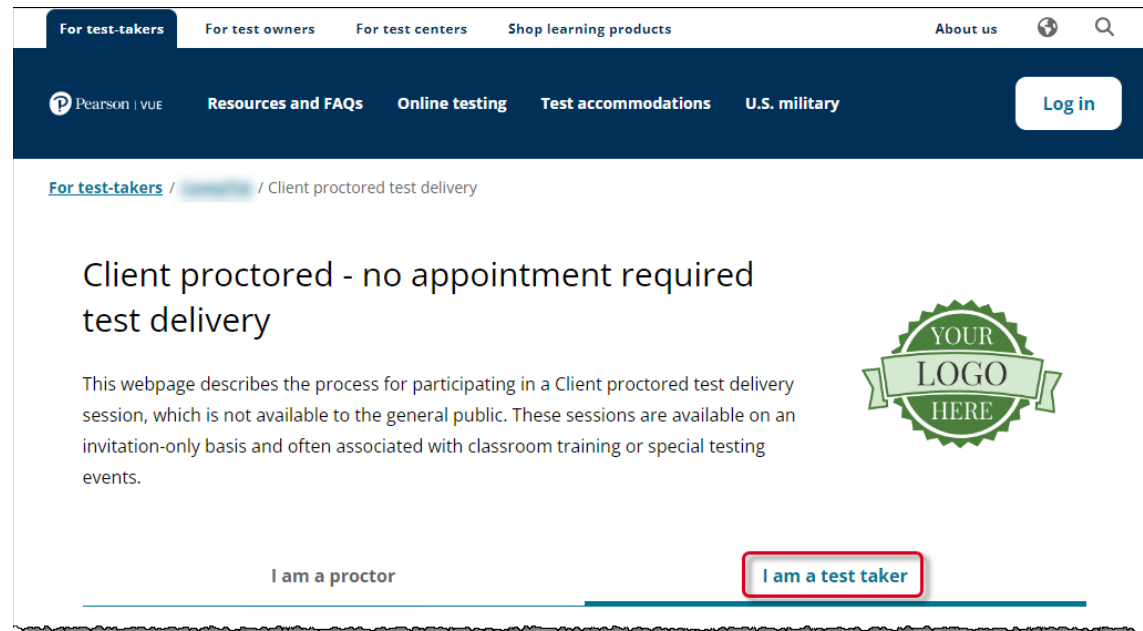 For test-takers For test owners For test centers Shop learning products About us
Pearson | VUE Resources and FAQs Online testing Test accommodations U.S. military Log in
For test-takers / / Client proctored test delivery
Client proctored - no appointment required
test delivery
YOUR
LOGO
HERE
This webpage describes the process for participating in a Client proctored test delivery
session, which is not available to the general public. These sessions are available on an
invitation-only basis and often associated with classroom training or special testing
events.
I am a proctor I am a test taker